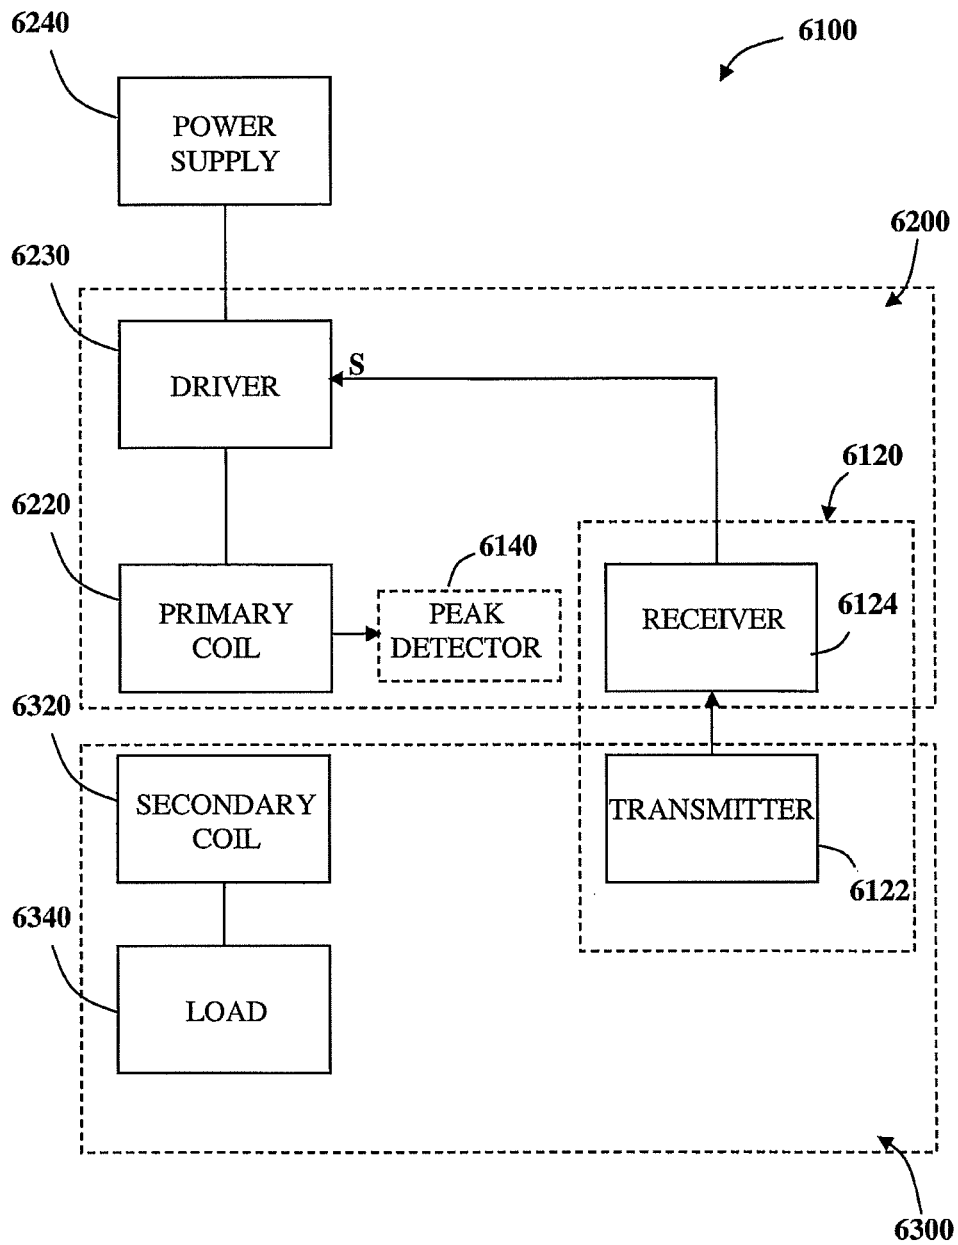 6240
6100
POWER
SUPPLY
6200
6230
S
DRIVER
6120
6220
6140
PRIMARY
COIL
PEAK
DETECTOR
RECEIVER
6124
6320
SECONDARY
COIL
TRANSMITTER
6122
6340
LOAD
6300